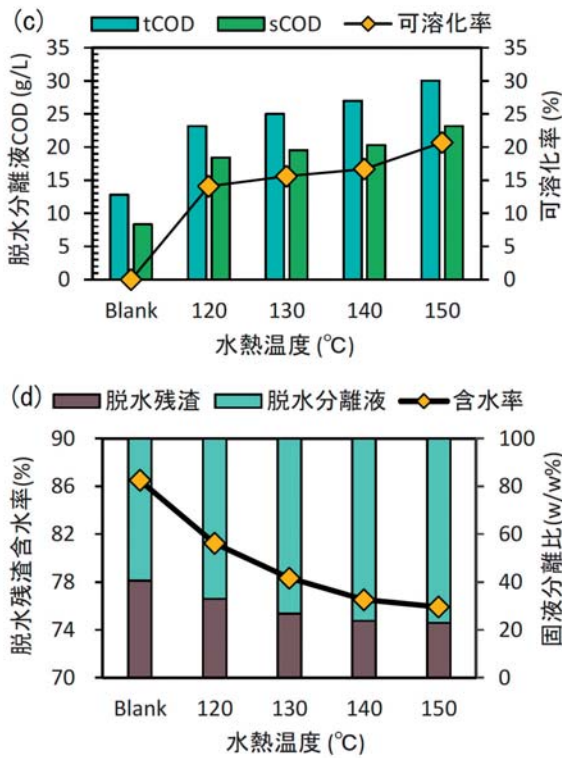 (c) tCOD sCOD 可溶化率
35 35
30 30
25 25
20 20
15 15
10 10
5 5
0 0
脱水分離液COD (g/L)
可溶化率 (%)
Blank 120 130 140 150
水熱温度 (℃)
(d) 脱水残渣 脱水分離液 含水率
90 100
86 80
82 60
78 40
74 20
70 0
脱水残渣含水率(%)
固液分離比(w/w%)
Blank 120 130 140 150
水熱温度 (℃)